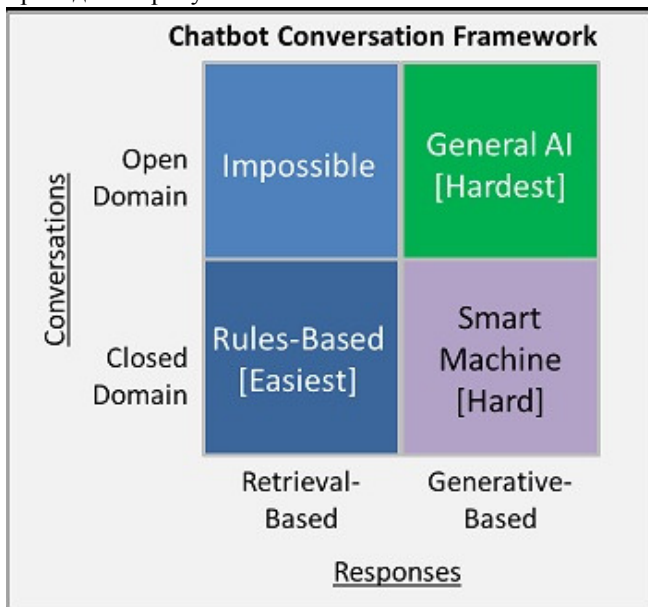 Chatbot Conversation Framework
Conversations
Open
Domain
Impossible
General AI
[Hardest]
Closed
Domain
Rules-Based
[Easiest]
Smart
Machine
[Hard]
Retrieval-
Based
Generative-
Based
Responses